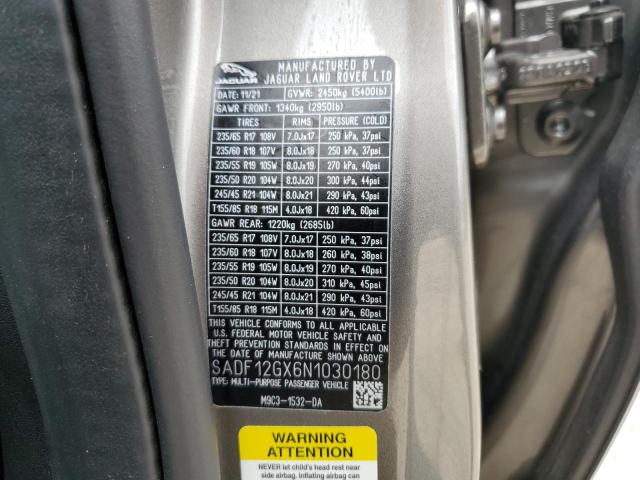 MANUFACTURED BY
JAGUAR LAND ROVER LTD
JAGUAR
DATE: 11/21 GVWR: 2450kg (5400lb)
GAWR FRONT: 1340kg (2950lb)
TIRES RIMS PRESSURE (COLD)
235/65 R17 108V 7.0Jx17 250 kPa, 37psi
235/60 R18 107V 8.0Jx18 250 kPa, 37psi
235/55 R19 105W 8.0Jx19 270 kPa, 40psi
235/50 R20 104W 8.0Jx20 300 kPa, 44psi
245/45 R21 104W 8.0Jx21 290 kPa, 43psi
T155/85 R18 115M 4.0Jx18 420 kPa, 60psi
GAWR REAR: 1220kg (2685lb)
235/65 R17 108V 7.0Jx17 250 kPa, 37psi
235/60 R18 107V 8.0Jx18 260 kPa, 38psi
235/55 R19 105W 8.0Jx19 270 kPa, 40psi
235/50 R20 104W 8.0Jx20 310 kPa, 45psi
245/45 R21 104W 8.0Jx21 290 kPa, 43psi
T155/85 R18 115M 4.0Jx18 420 kPa, 60psi
THIS VEHICLE CONFORMS TO ALL APPLICABLE
U.S. FEDERAL MOTOR VEHICLE SAFETY AND
THEFT PREVENTION STANDARDS IN EFFECT ON
THE DATE OF MANUFACTURE SHOWN ABOVE
SADF12GX6N1030180
TYPE: MULTI-PURPOSE PASSENGER VEHICLE
M9C3-1532-DA
WARNING
ATTENTION
NEVER let child's head rest near
side airbag, inflating airbag can